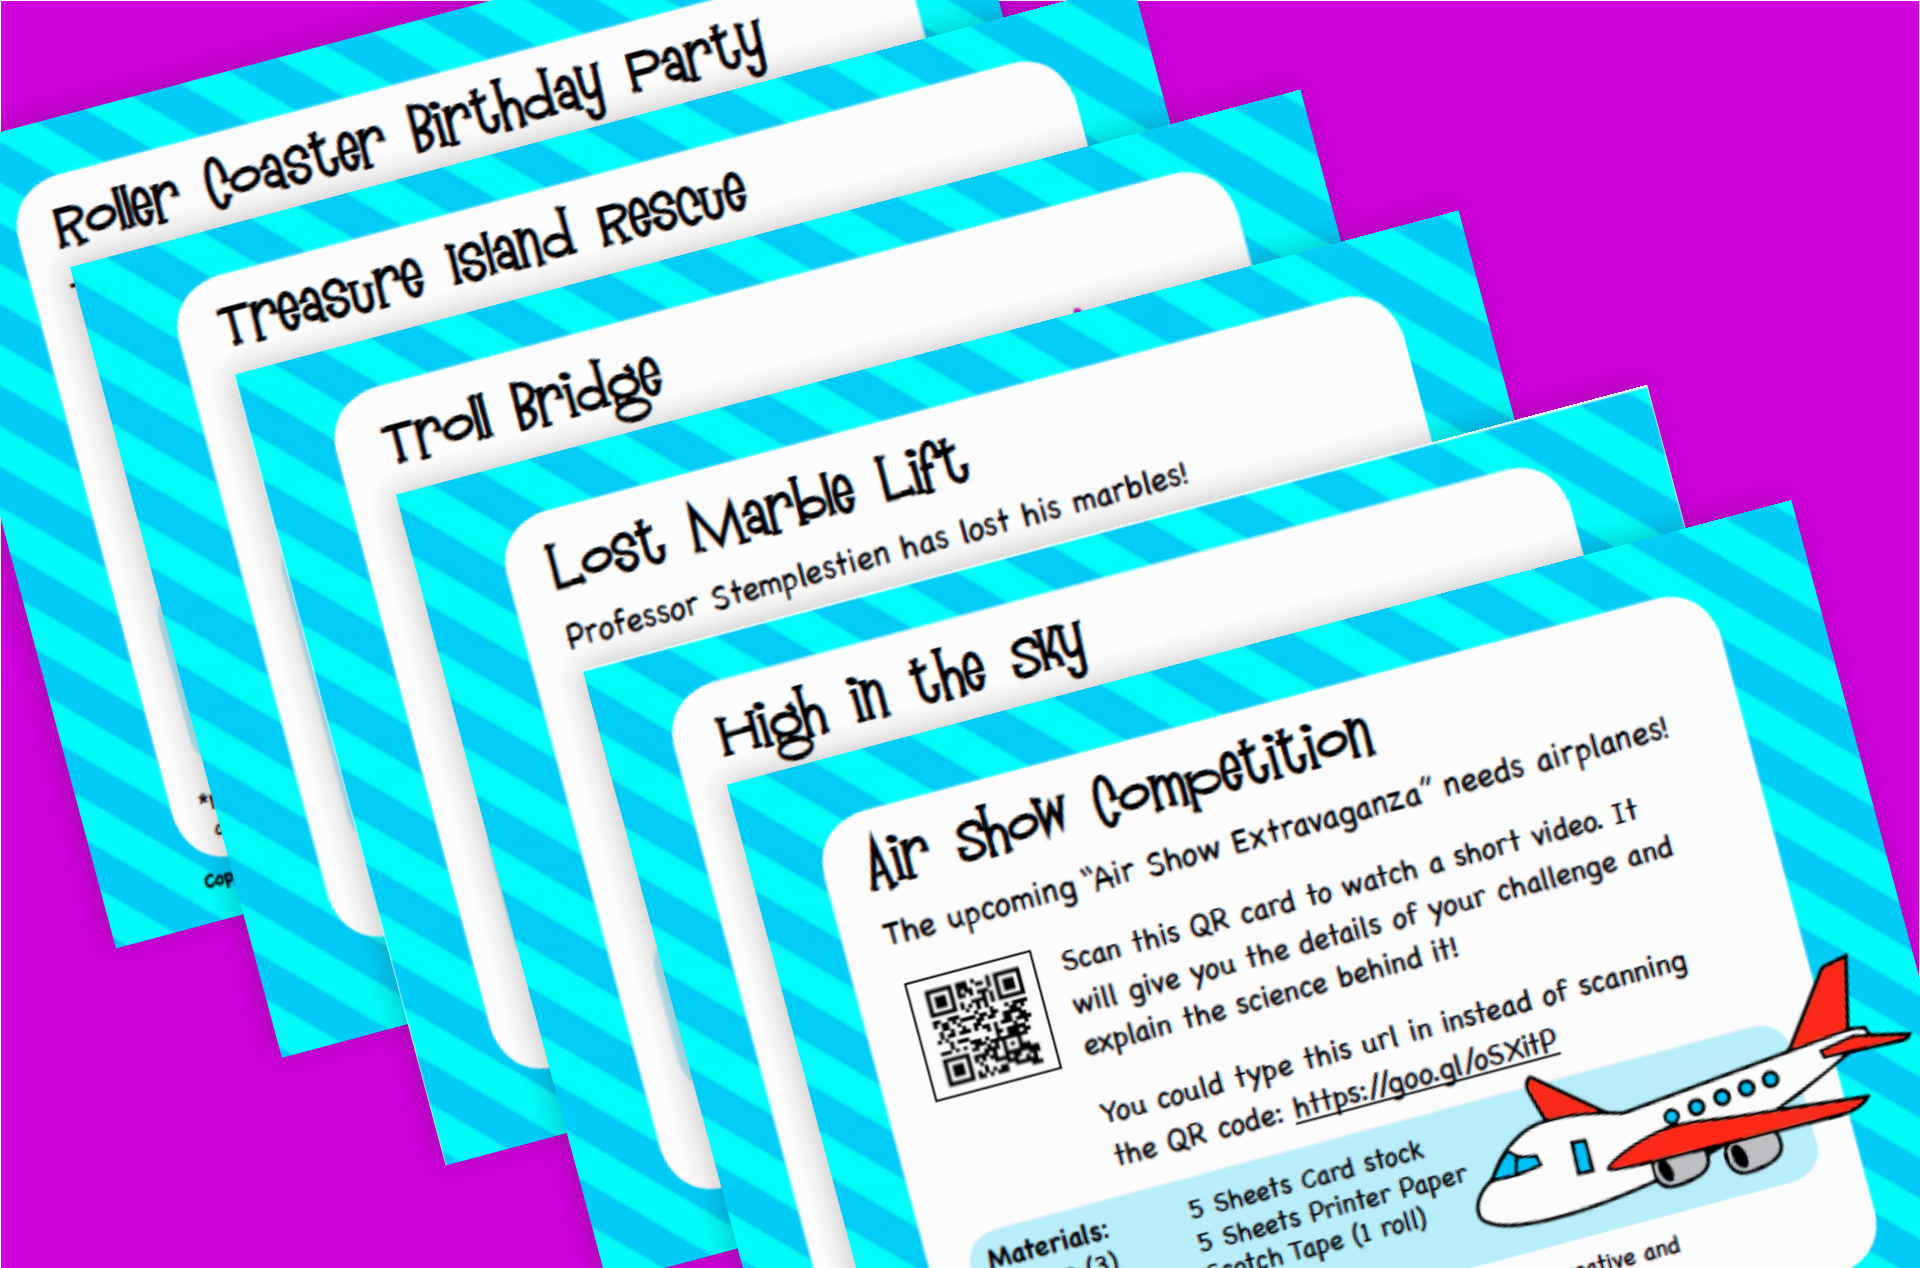 Roller Coaster Birthday Party
Treasure Island Rescue
Troll Bridge
Lost Marble Lift
Professor Stemplestien has lost his marbles!
High in the Sky
Air Show Competition
The upcoming “Air Show Extravaganza” needs airplanes!
Scan this QR card to watch a short video. It
will give you the details of your challenge and
explain the science behind it!
You could type this url in instead of scanning
the QR code: https://goo.gl/oSXitP
Materials:
(3)
5 Sheets Card stock
5 Sheets Printer Paper
Scotch Tape (1 roll)
and